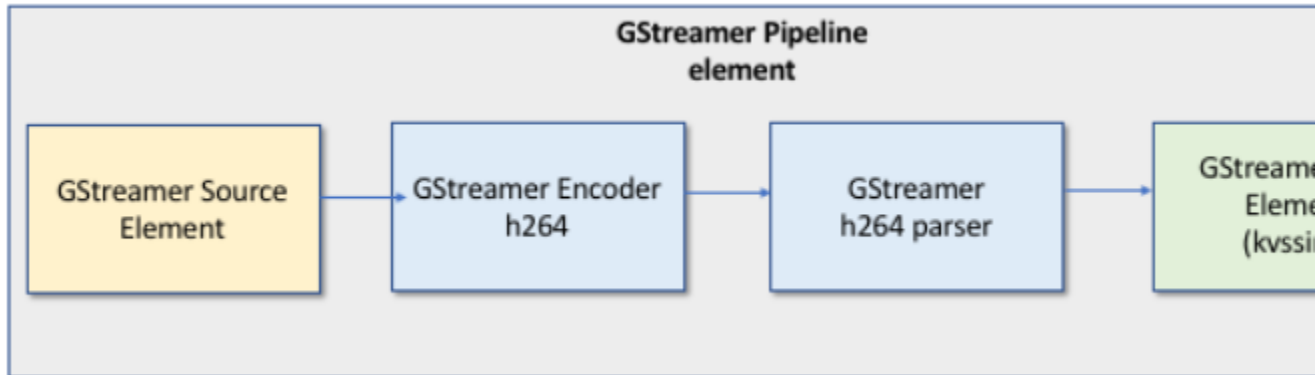 GStreamer Pipeline
element
GStreamer Source
Element
GStreamer Encoder
h264
GStreamer
h264 parser